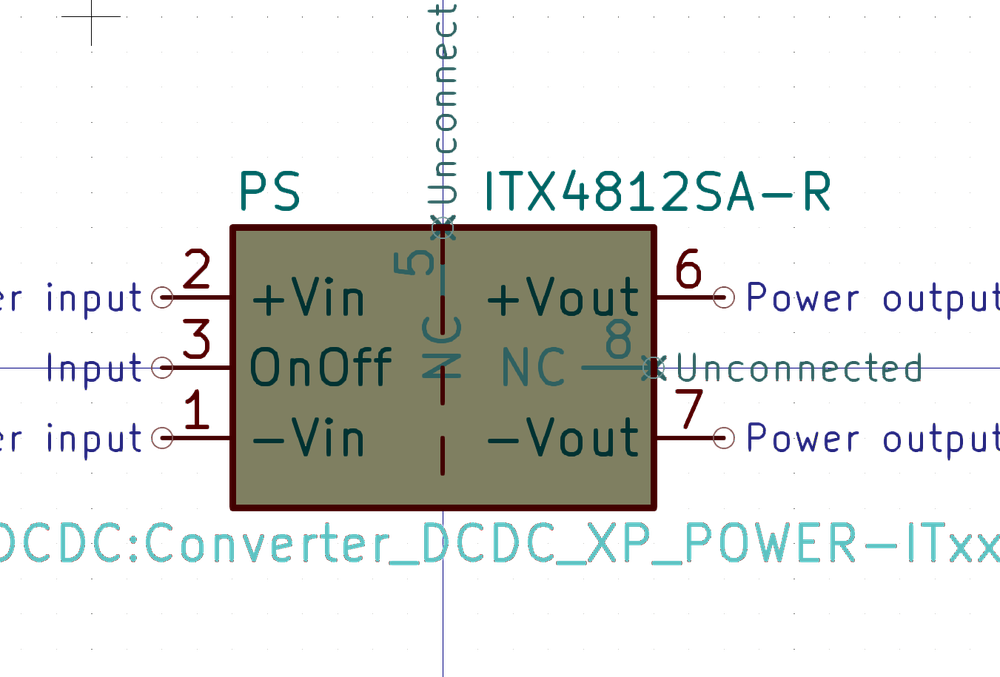 Unconnect
PS
ITX4812SA-R
5
2
6
er input
+Vin
+Vout
Power output
3
NC
8
Input
OnOff
NC
Unconnected
1
7
er input
-Vin
-Vout
Power output
DCDC:Converter_DCDC_XP_POWER-ITxx